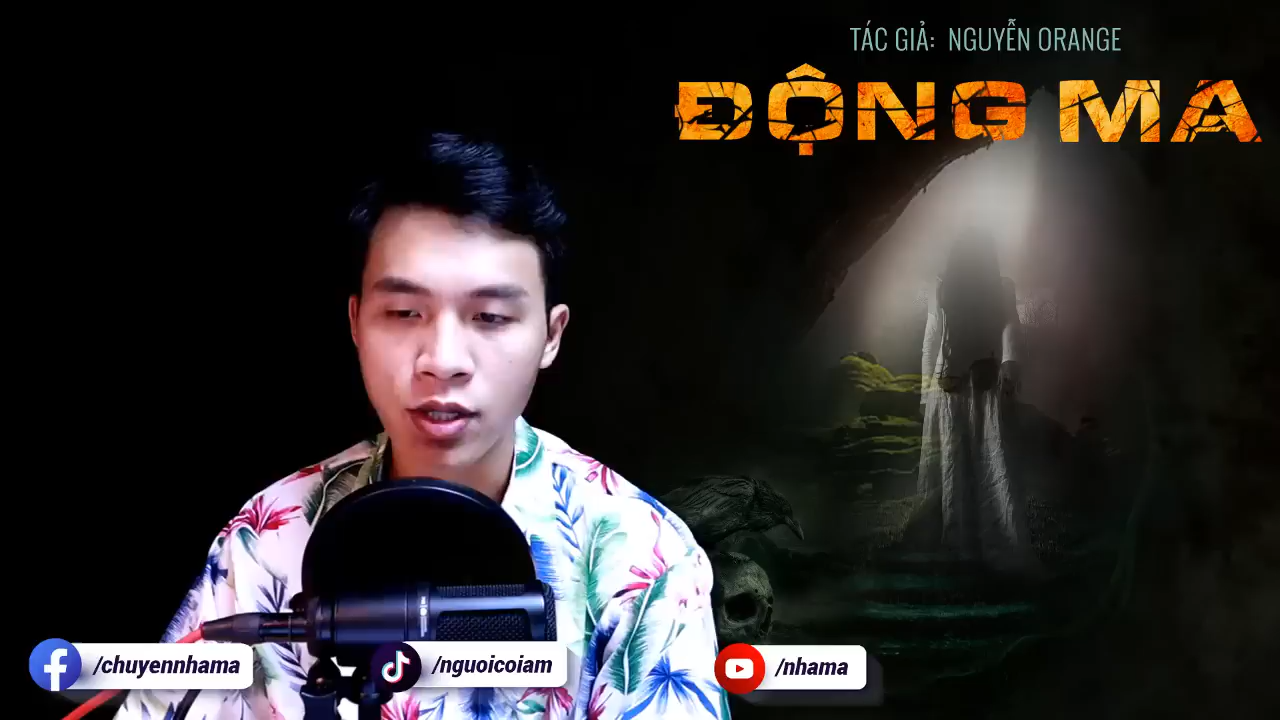 TÁC GIẢ: NGUYỄN ORANGE
ĐỘNG MA
/chuyennhama
/nguoicoiam
/nhama